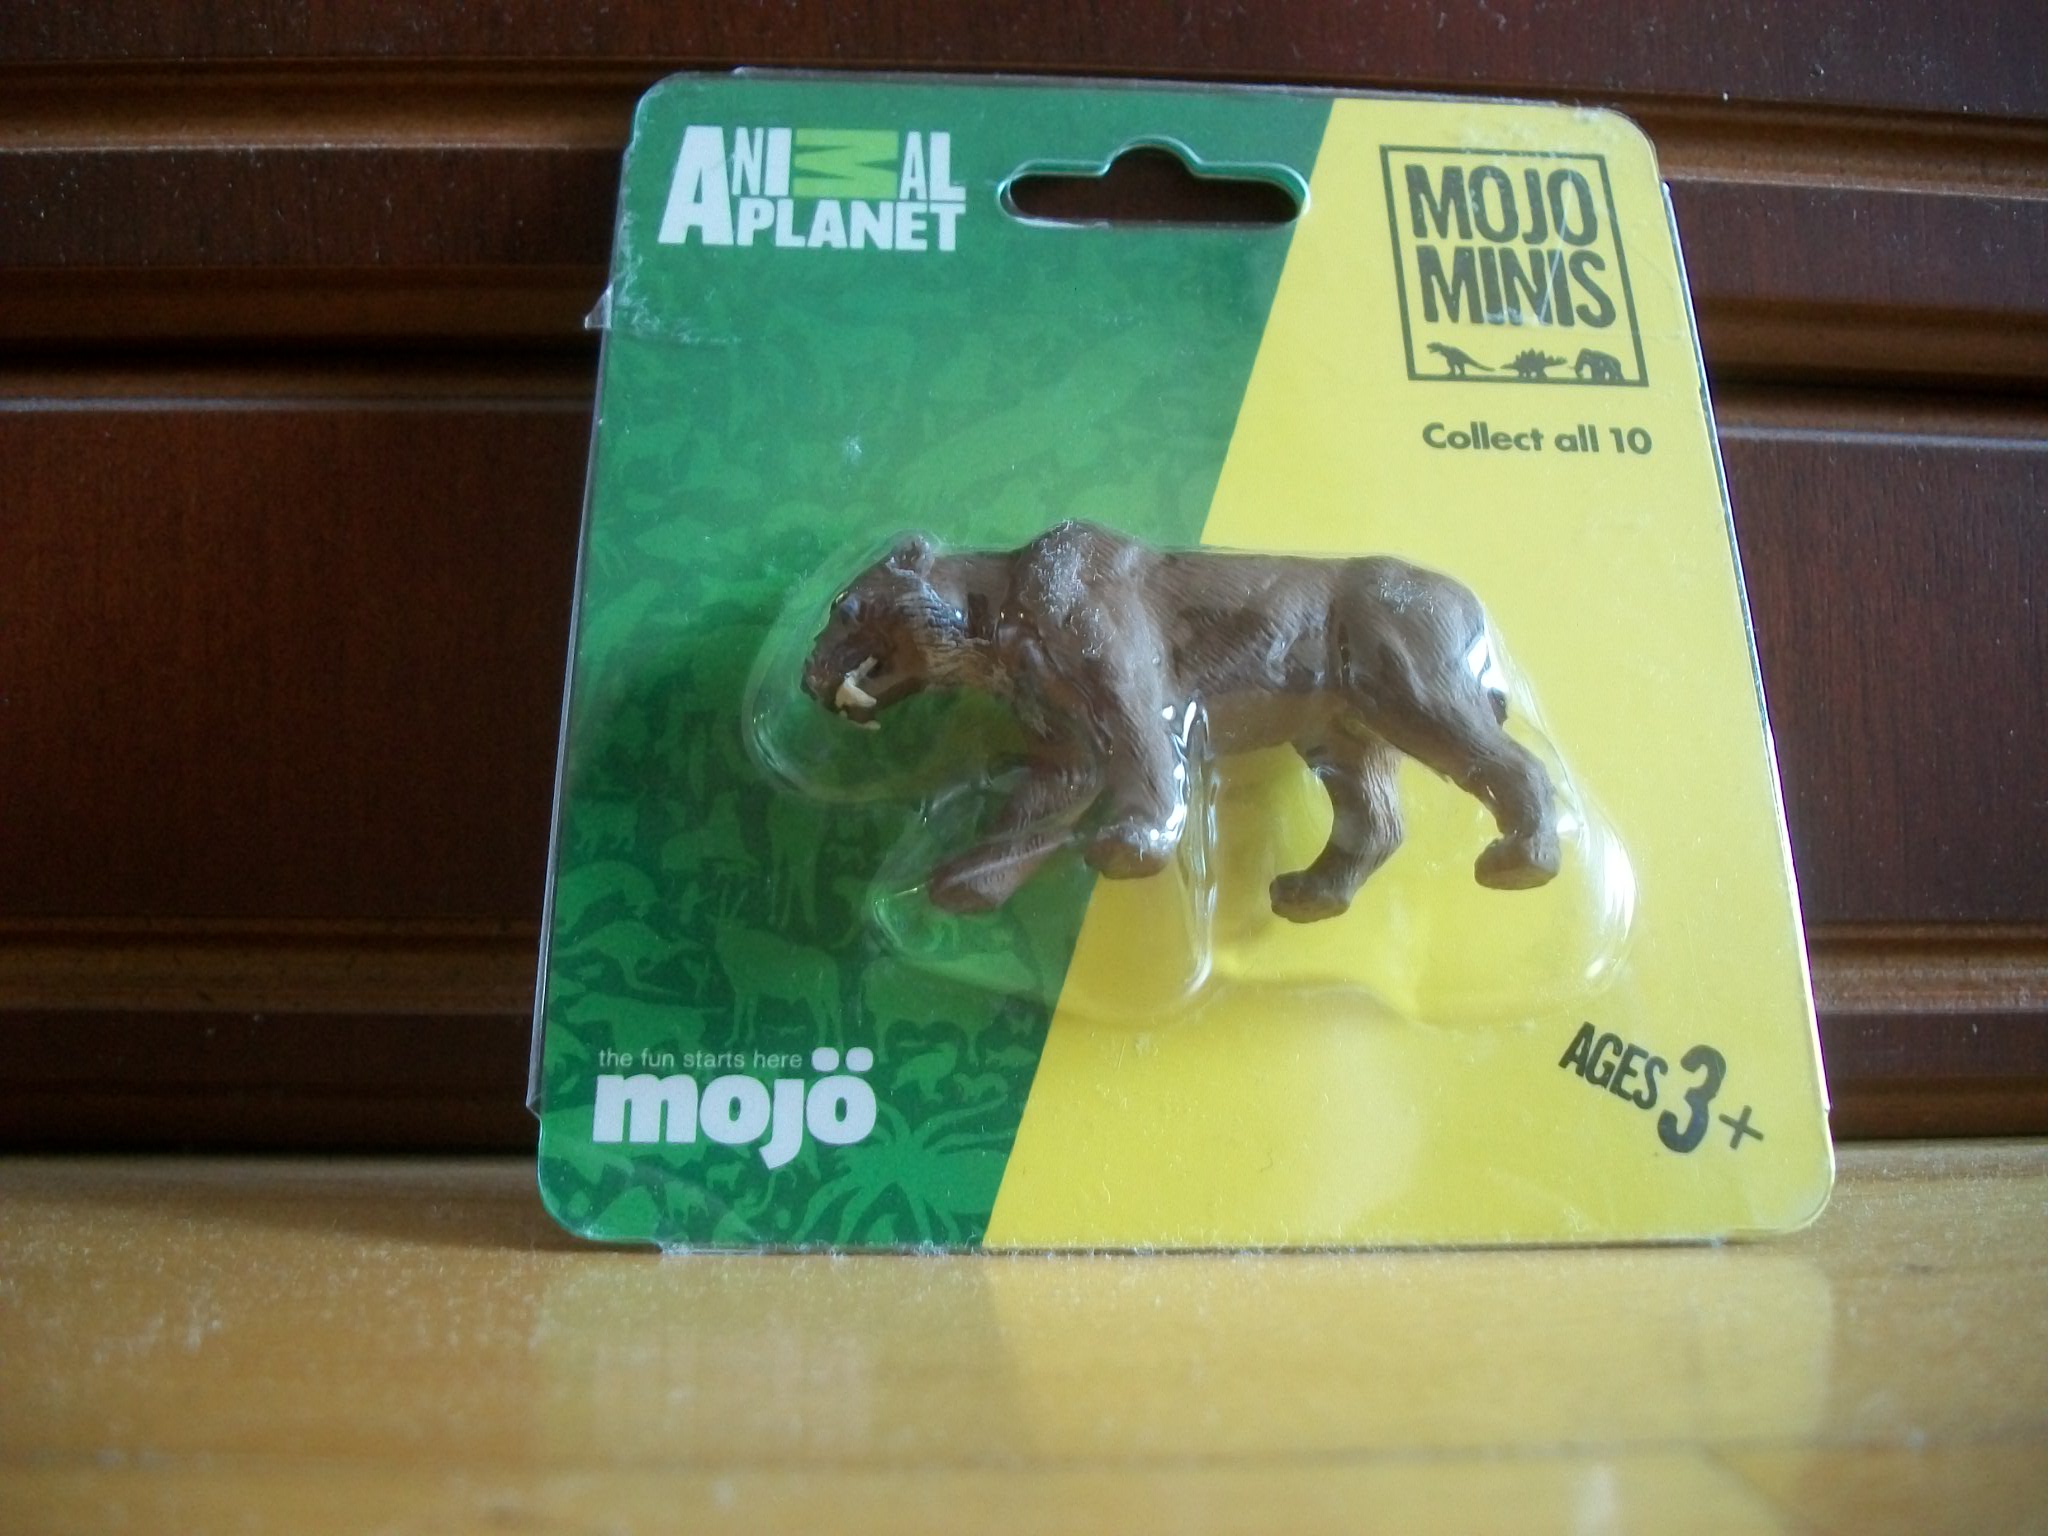 ANIMAL
PLANET
MOJO
MINIS
Collect all 10
the fun starts here
mojö
AGES 3+